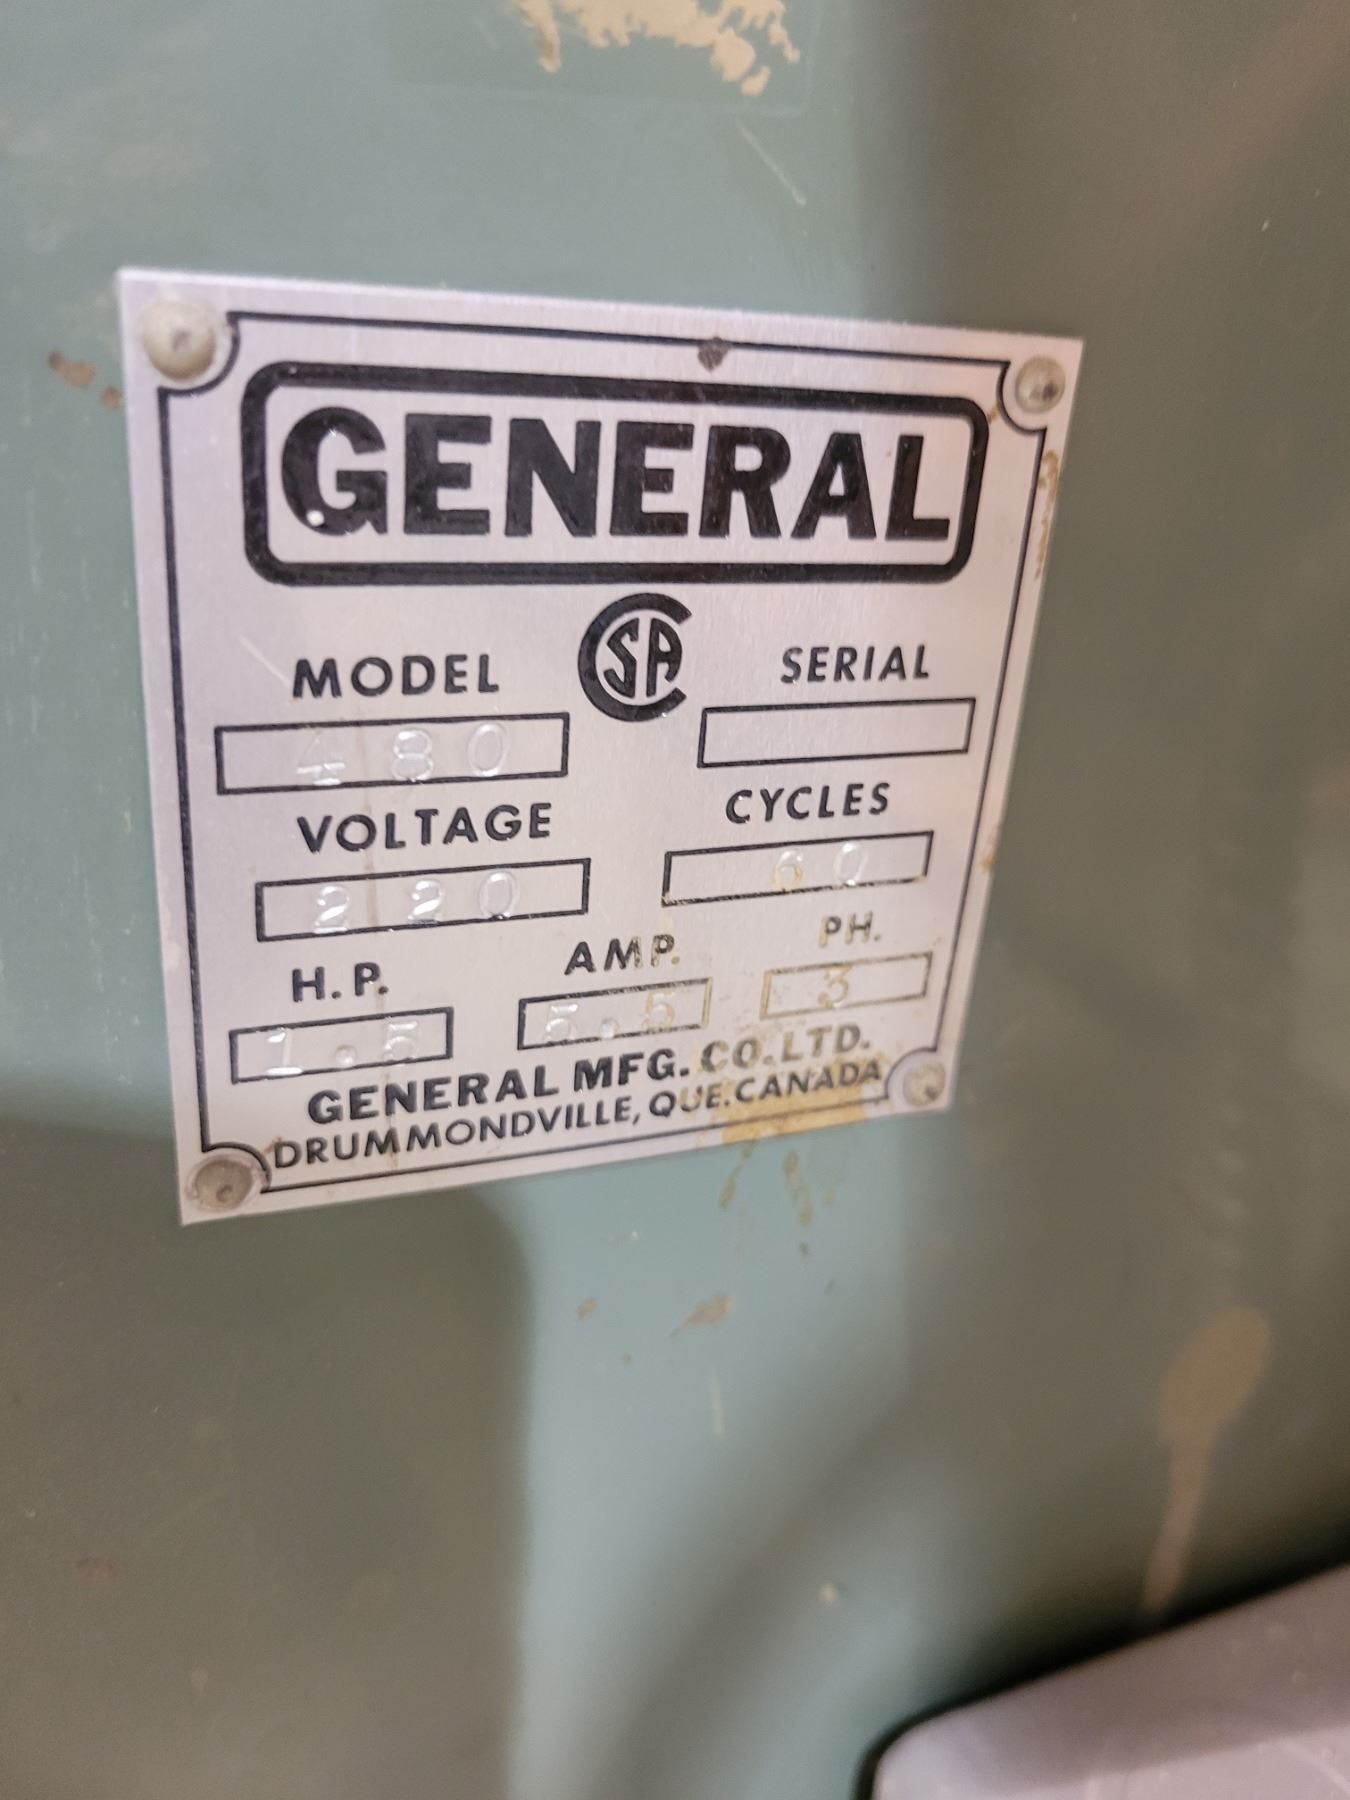 GENERAL
CSA
MODEL SERIAL
480
VOLTAGE CYCLES
220 60
H.P. AMP. PH.
1.5 5.5 3
GENERAL MFG. CO. LTD.
DRUMMONDVILLE, QUE. CANADA